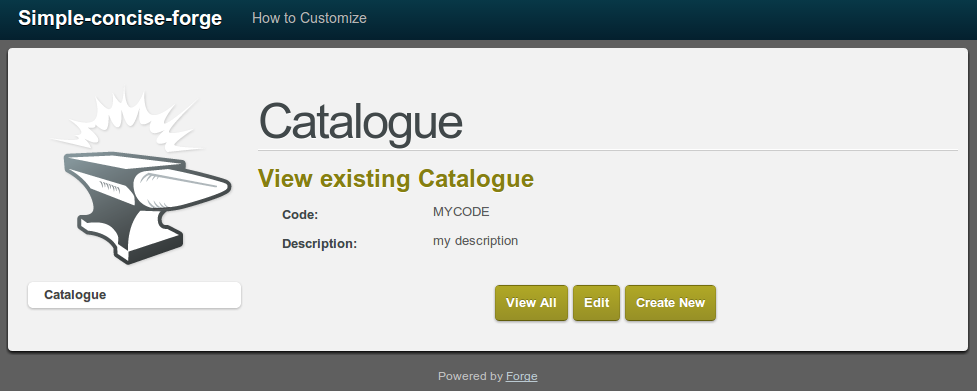 Simple-concise-forge How to Customize
Catalogue
View existing Catalogue
Code: MYCODE
Description: my description
Catalogue
View All Edit Create New
Powered by Forge